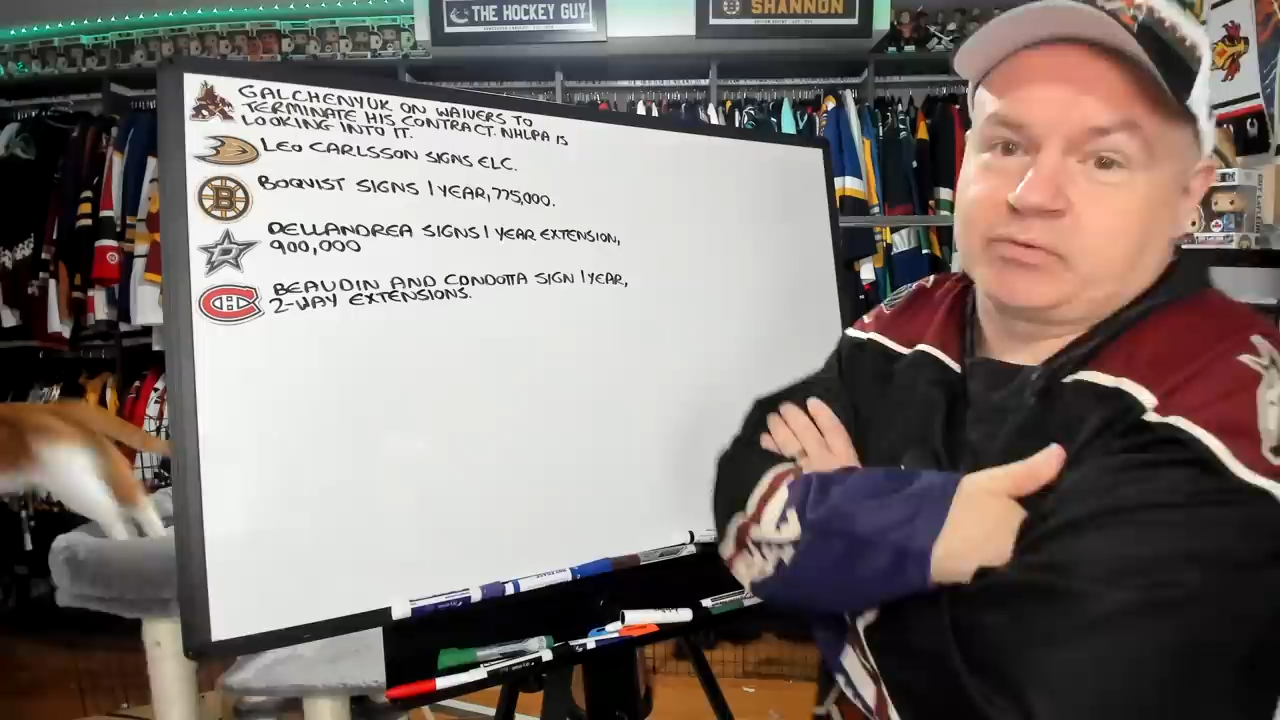 THE HOCKEY GUY
SHANNON
GALCHENYUK ON WAIVERS TO
TERMINATE HIS CONTRACT. NHLPA IS
LOOKING INTO IT.
LEO CARLSSON SIGNS ELC.
B
BOQVIST SIGNS 1 YEAR, 775,000.
DELLANDREA SIGNS 1 YEAR EXTENSION,
900,000
BEAUDIN AND CONDOTTA SIGN 1 YEAR,
2-WAY EXTENSIONS.